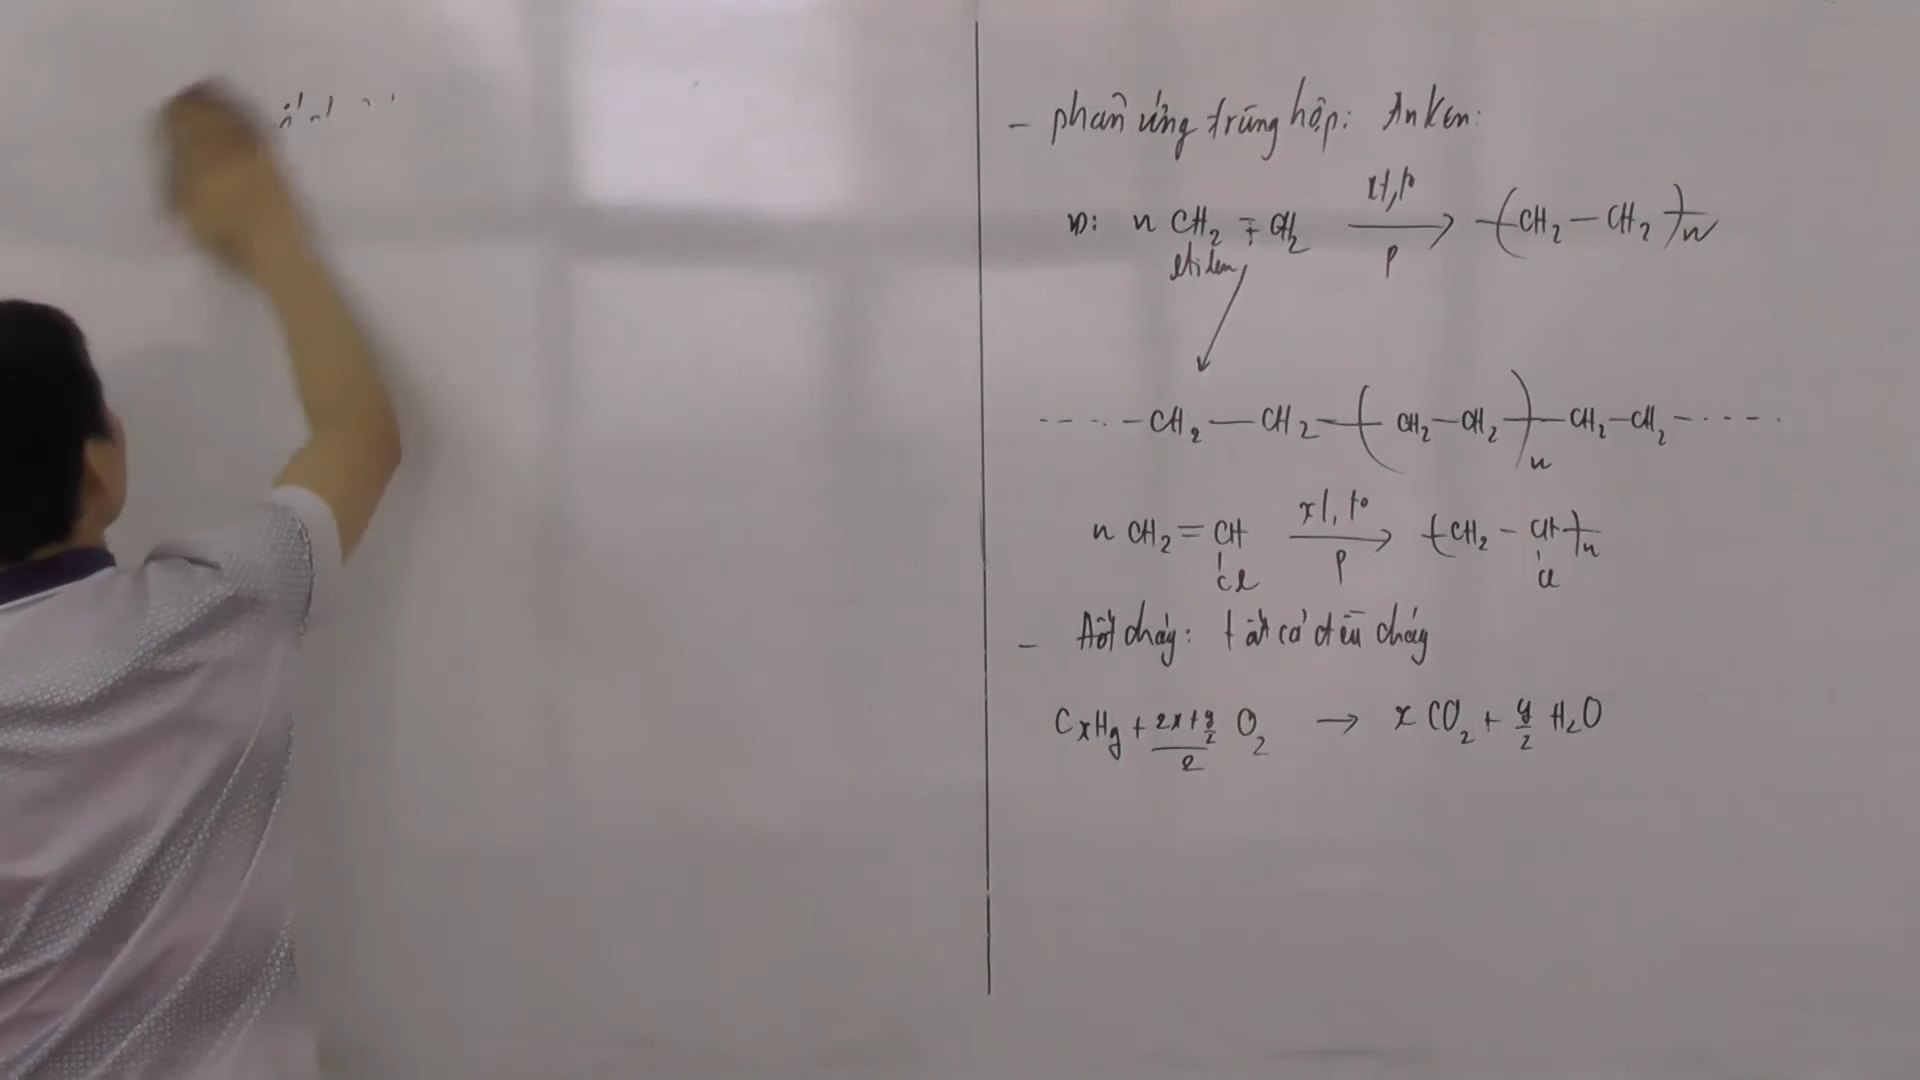 - phản ứng trùng hợp: Anken:
VD: n CH2 = CH2 xt, t° p → (CH2 - CH2)n
etilen
---- CH2 - CH2 - ( CH2 - CH2 )n - CH2 - CH2 - ----
n CH2 = CH xt, t° p → (CH2 - CH)n
Cl Cl
- Đốt cháy: tất cả đều cháy
CxHy + (2x + y/2)/2 O2 → x CO2 + y/2 H2O